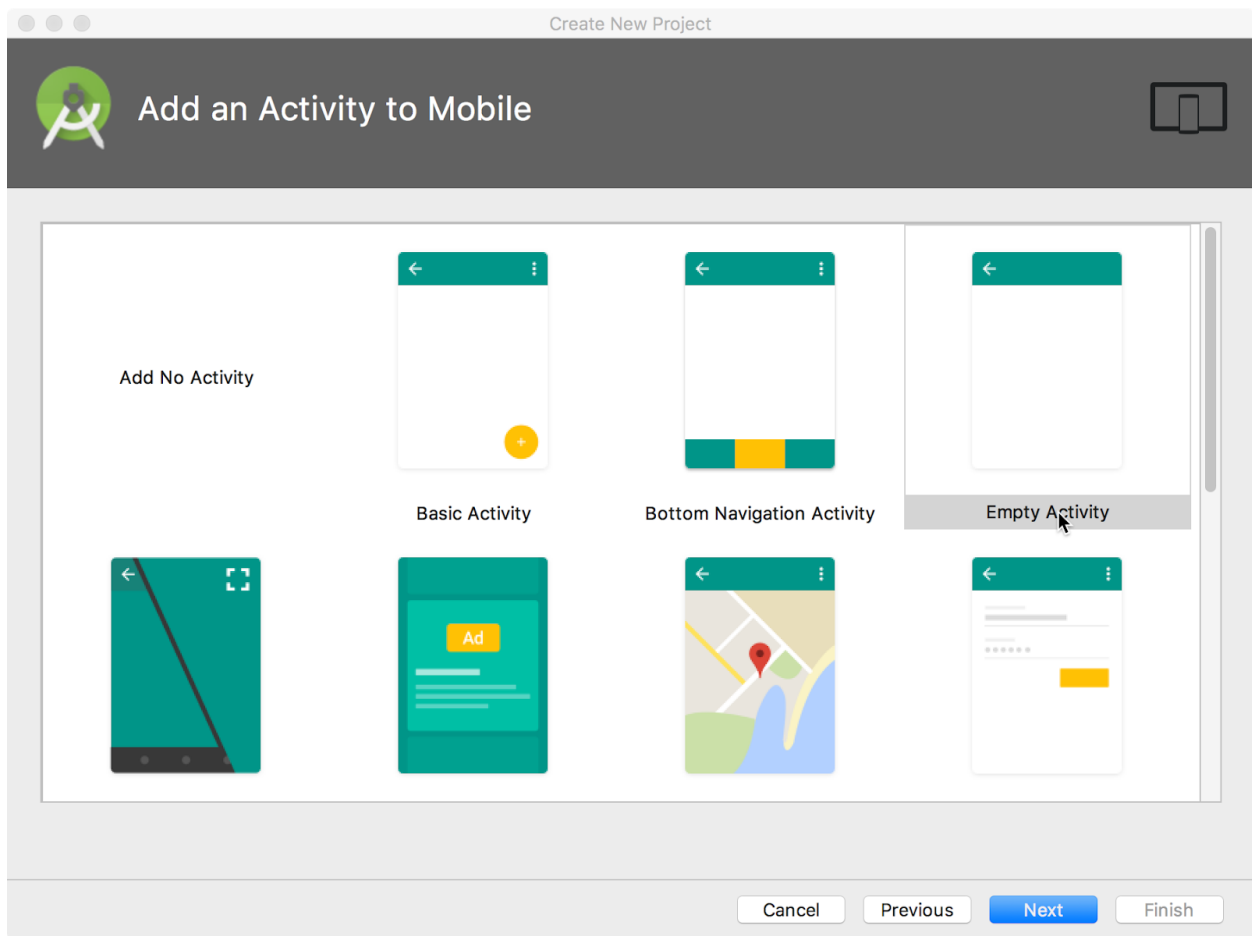 Create New Project
Add an Activity to Mobile
Add No Activity
Basic Activity
Bottom Navigation Activity
Empty Activity
Ad
Cancel
Previous
Next
Finish